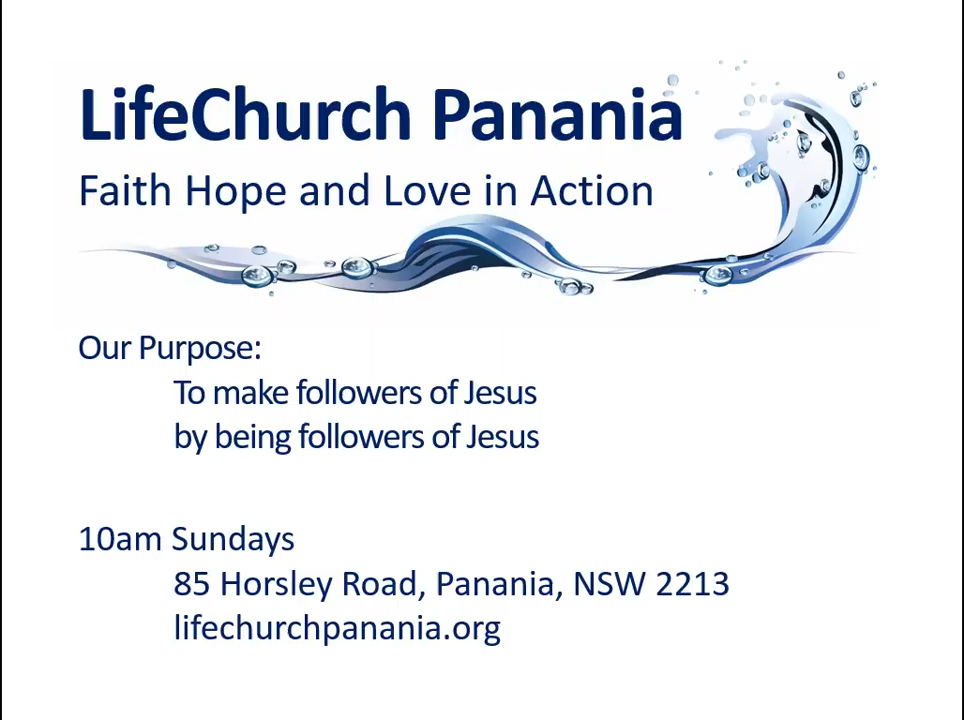 LifeChurch Panania
Faith Hope and Love in Action
Our Purpose:
To make followers of Jesus
by being followers of Jesus
10am Sundays
85 Horsley Road, Panania, NSW 2213
lifechurchpanania.org